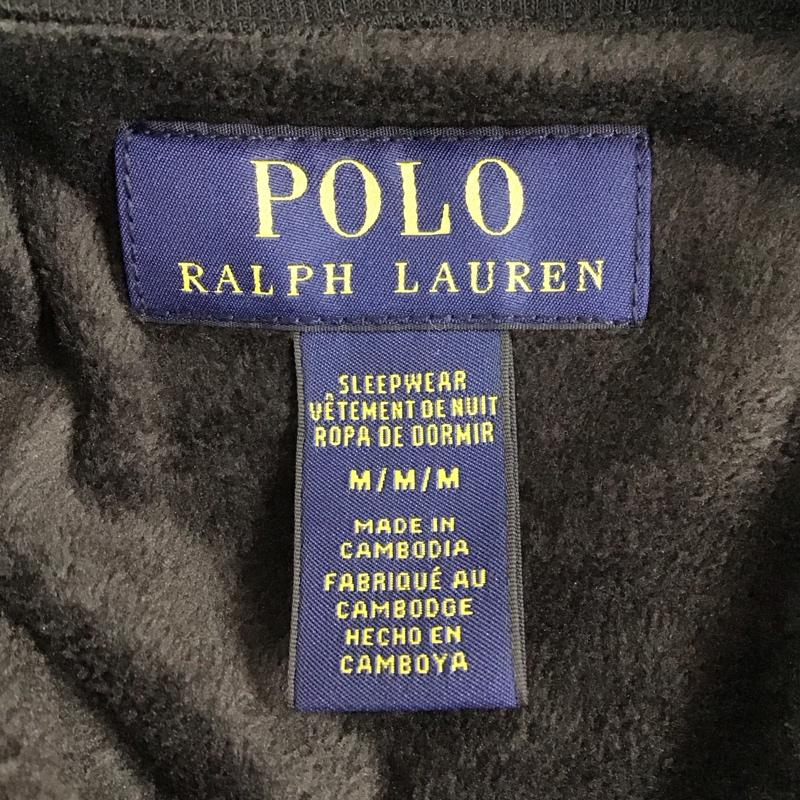 POLO
RALPH LAUREN
SLEEPWEAR
VÊTEMENT DE NUIT
ROPA DE DORMIR
M/M/M
MADE IN
CAMBODIA
FABRIQUÉ AU
CAMBODGE
HECHO EN
CAMBOYA